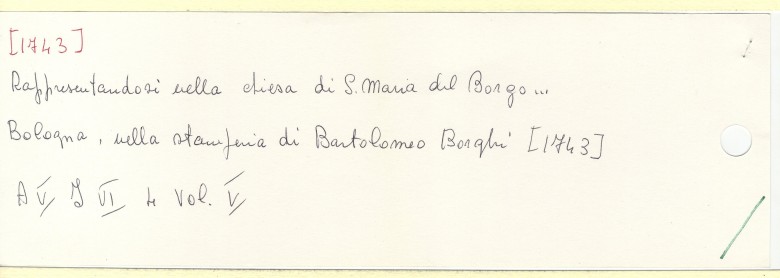 [1743]
Rappresentandosi nella chiesa di S. Maria del Borgo...
Bologna, nella stamperia di Bartolomeo Borghi [1743]
A V J VI 4 Vol. V